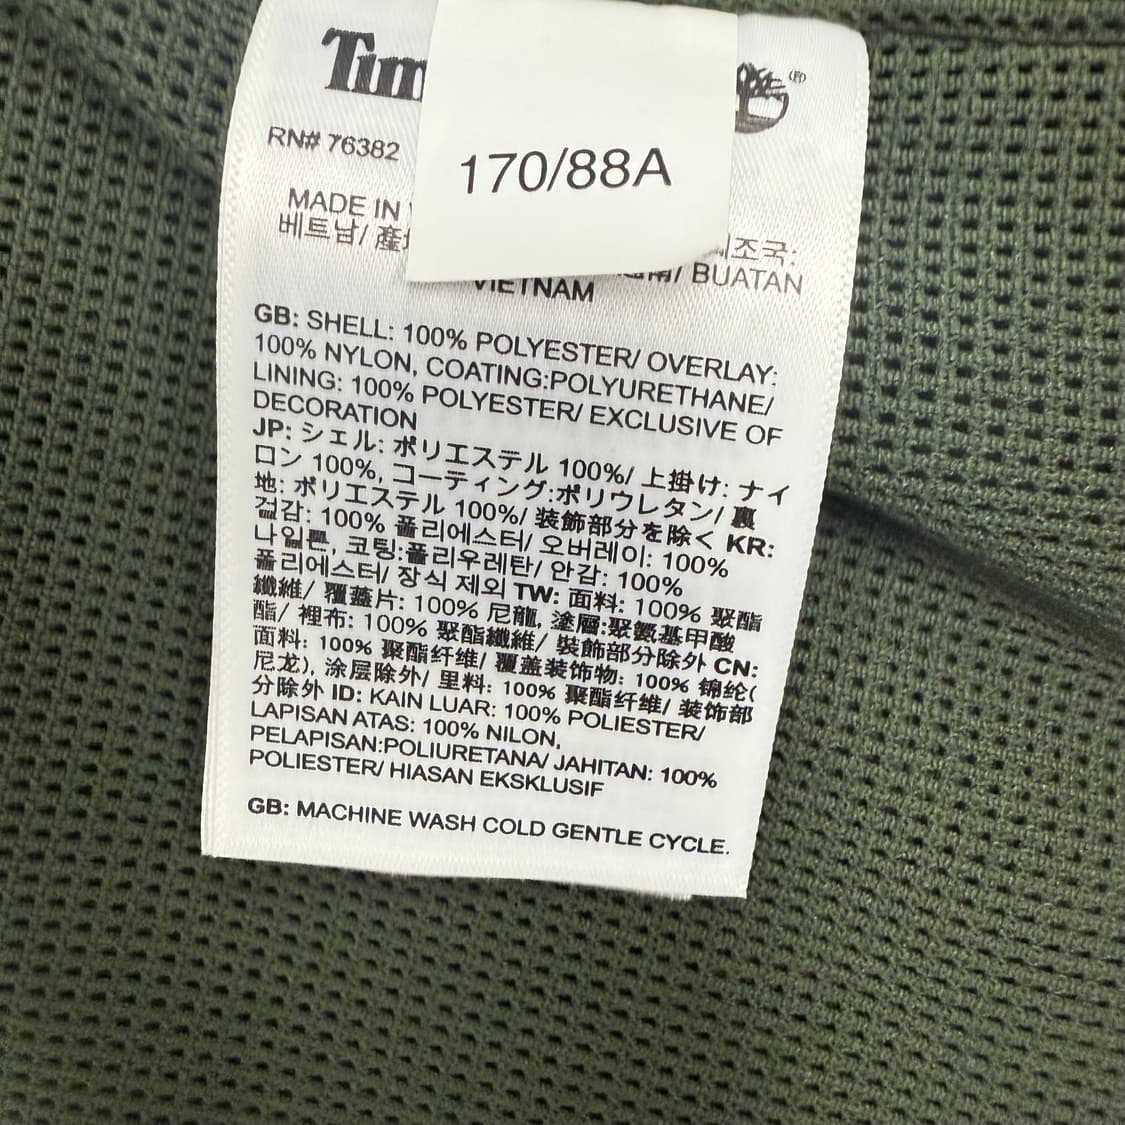 Tim
®
RN# 76382
170/88A
MADE IN
조국:
베트남/ 產
/ BUATAN
VIETNAM
GB: SHELL: 100% POLYESTER/ OVERLAY:
100% NYLON, COATING:POLYURETHANE/
LINING: 100% POLYESTER/ EXCLUSIVE OF
DECORATION
JP: シェル: ポリエステル 100%/ 上掛け: ナイ
ロン 100%, コーティング:ポリウレタン/ 裏
地: ポリエステル 100%/ 装飾部分を除く KR:
겉감: 100% 폴리에스터/ 오버레이: 100%
나일론, 코팅:폴리우레탄/ 안감: 100%
폴리에스터/ 장식 제외 TW: 面料: 100% 聚酯
纖維/ 覆蓋片: 100% 尼龍, 塗層:聚氨基甲酸
酯/ 裡布: 100% 聚酯纖維/ 裝飾部分除外 CN:
面料: 100% 聚酯纤维/ 覆盖装饰物: 100% 锦纶(
尼龙), 涂层除外/ 里料: 100% 聚酯纤维/ 装饰部
分除外 ID: KAIN LUAR: 100% POLIESTER/
LAPISAN ATAS: 100% NILON,
PELAPISAN:POLIURETANA/ JAHITAN: 100%
POLIESTER/ HIASAN EKSKLUSIF
GB: MACHINE WASH COLD GENTLE CYCLE.